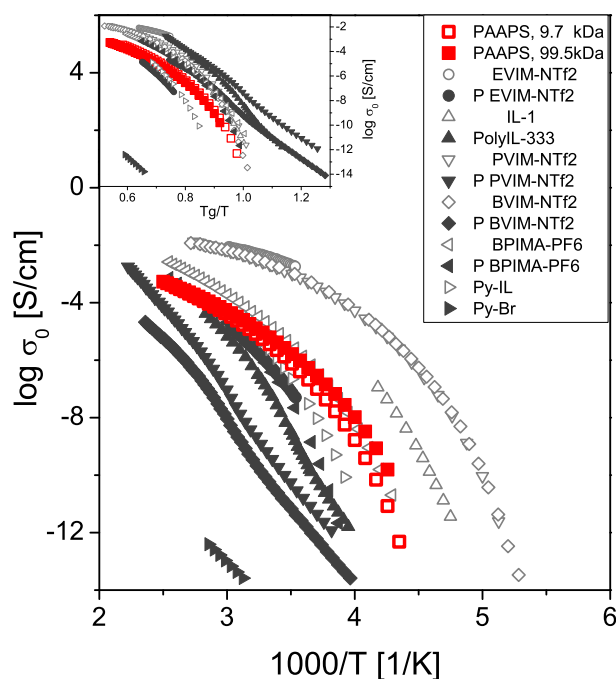 -2
-4
-6
-8
-10
-12
-14
log σ0 [S/cm]
0.6 0.8 1.0 1.2
Tg/T
PAAPS, 9.7 kDa
PAAPS, 99.5kDa
EVIM-NTf2
P EVIM-NTf2
IL-1
PolyIL-333
PVIM-NTf2
P PVIM-NTf2
BVIM-NTf2
P BVIM-NTf2
BPIMA-PF6
P BPIMA-PF6
Py-IL
Py-Br
4
0
-4
-8
-12
log σ0 [S/cm]
2 3 4 5 6
1000/T [1/K]